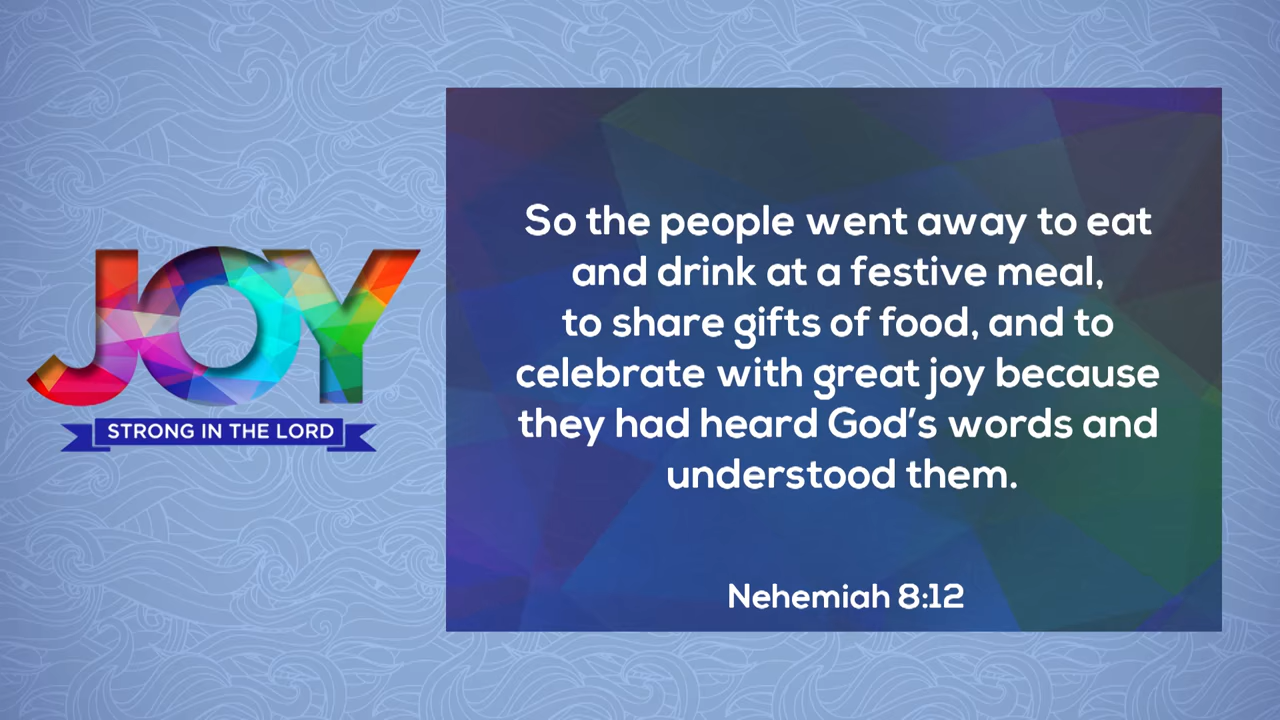 JOY
STRONG IN THE LORD
So the people went away to eat
and drink at a festive meal,
to share gifts of food, and to
celebrate with great joy because
they had heard God’s words and
understood them.
Nehemiah 8:12